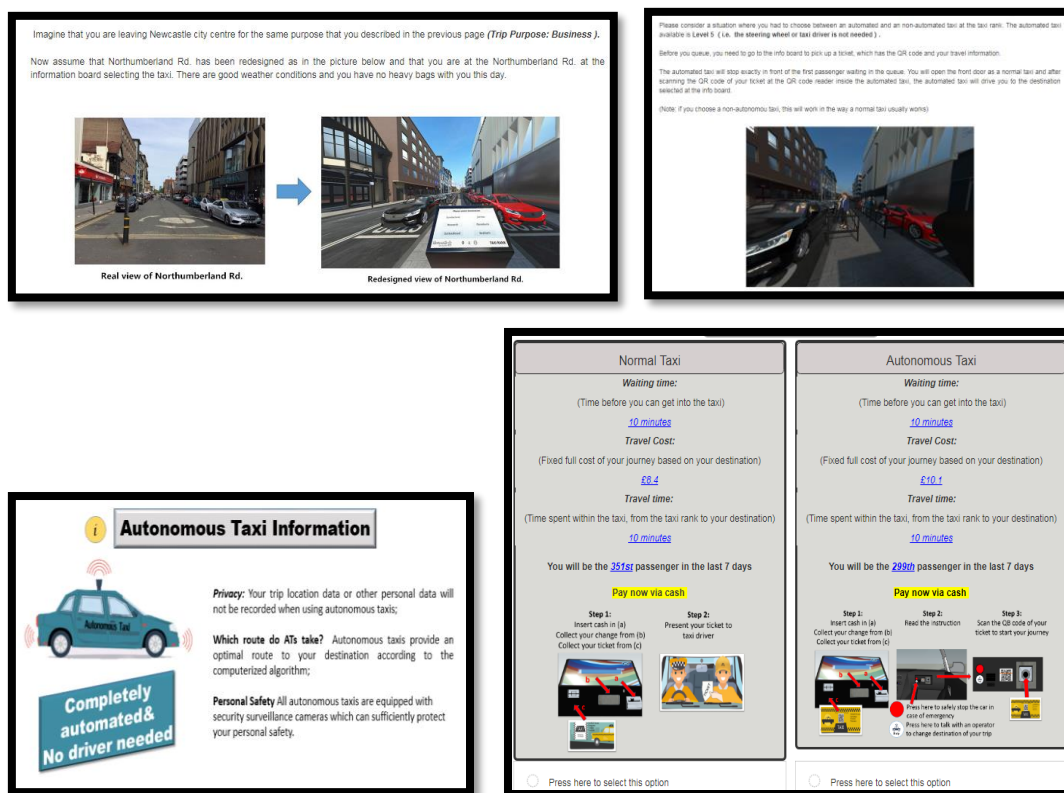 Imagine that you are leaving Newcastle city centre for the same purpose that you described in the previous page (Trip Purpose: Business ).
Now assume that Northumberland Rd. has been redesigned as in the picture below and that you are at the Northumberland Rd. at the
information board selecting the taxi. There are good weather conditions and you have no heavy bags with you this day.
Real view of Northumberland Rd.
Redesigned view of Northumberland Rd.
Please consider a situation where you had to choose between an automated and an non-automated taxi at the taxi rank. The automated taxi
available is Level 5 ( i.e. the steering wheel or taxi driver is not needed ) .
Before you queue, you need to go to the info board to pick up a ticket, which has the QR code and your travel information.
The automated taxi will stop exactly in front of the first passenger waiting in the queue. You will open the front door as a normal taxi and after
scanning the QR code of your ticket at the QR code reader inside the automated taxi, the automated taxi will drive you to the destination
selected at the info board.
(Note: if you choose a non-autonomou taxi, this will work in the way a normal taxi usually works)
i
Autonomous Taxi Information
Autonomous Taxi
Completely
automated&
No driver needed
Privacy: Your trip location data or other personal data will
not be recorded when using autonomous taxis;
Which route do ATs take? Autonomous taxis provide an
optimal route to your destination according to the
computerized algorithm;
Personal Safety All autonomous taxis are equipped with
security surveillance cameras which can sufficiently protect
your personal safety.
Normal Taxi
Waiting time:
(Time before you can get into the taxi)
10 minutes
Travel Cost:
(Fixed full cost of your journey based on your destination)
£8.4
Travel time:
(Time spent within the taxi, from the taxi rank to your destination)
10 minutes
You will be the 351st passenger in the last 7 days
Pay now via cash
Step 1:
Insert cash in (a)
Collect your change from (b)
Collect your ticket from (c)
Step 2:
Present your ticket to
taxi driver
Press here to select this option
Autonomous Taxi
Waiting time:
(Time before you can get into the taxi)
10 minutes
Travel Cost:
(Fixed full cost of your journey based on your destination)
£10.1
Travel time:
(Time spent within the taxi, from the taxi rank to your destination)
10 minutes
You will be the 299th passenger in the last 7 days
Pay now via cash
Step 1:
Insert cash in (a)
Collect your change from (b)
Collect your ticket from (c)
Step 2:
Read the instruction
Step 3:
Scan the QB code of your
ticket to start your journey
Press here to safely stop the car in
case of emergency
Press here to talk with an operator
to change destination of your trip
Press here to select this option